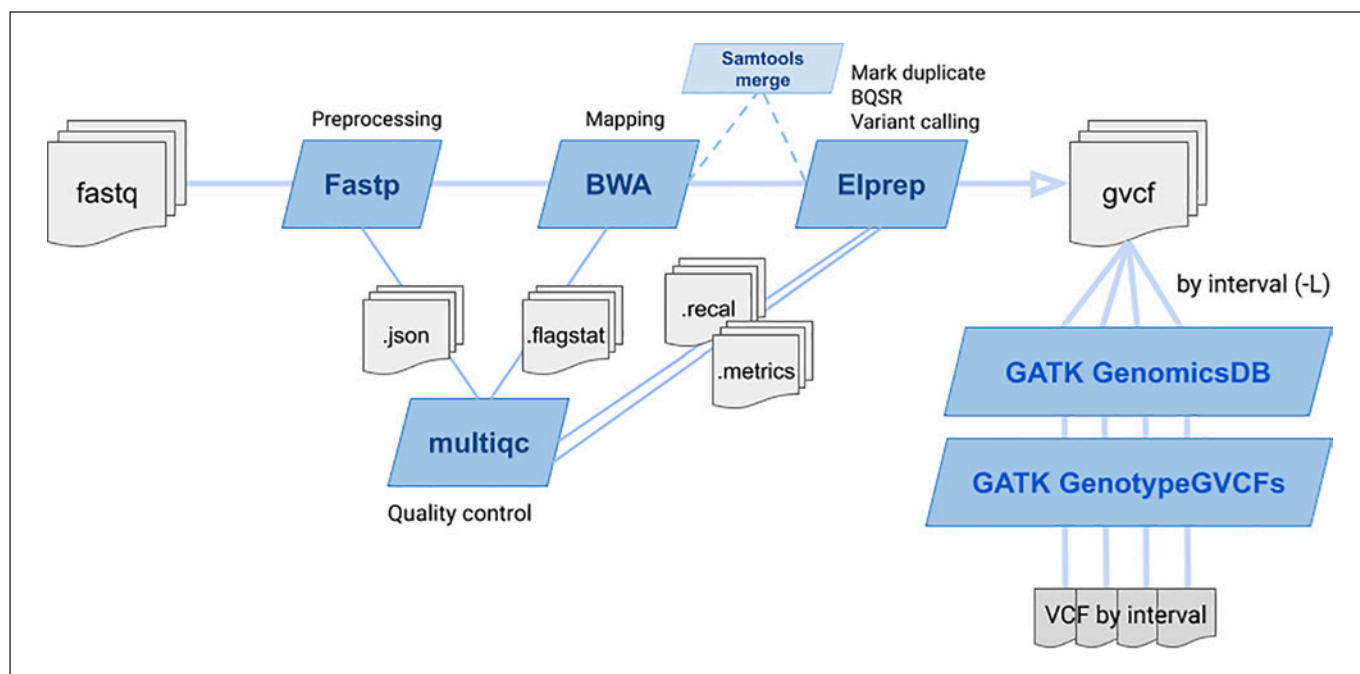 Samtools
merge
Mark duplicate
BQSR
Variant calling
Preprocessing
Mapping
fastq
Fastp
BWA
Elprep
gvcf
.json
.flagstat
.recal
.metrics
by interval (-L)
multiqc
Quality control
GATK GenomicsDB
GATK GenotypeGVCFs
VCF by interval